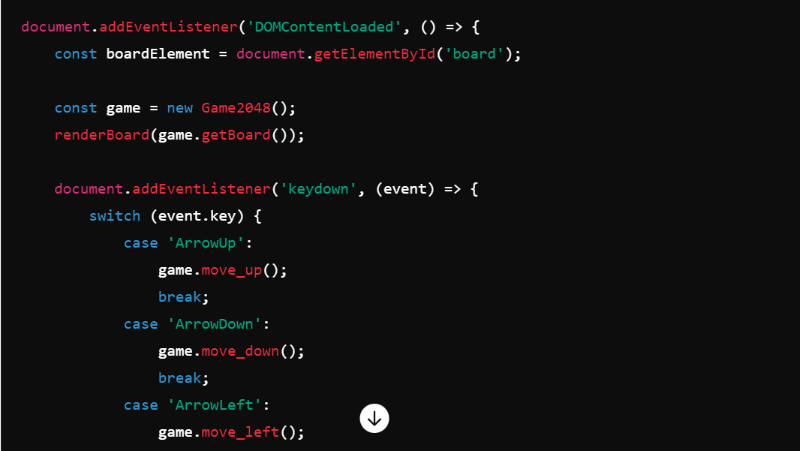 document.addEventListener('DOMContentLoaded', () => {
    const boardElement = document.getElementById('board');

    const game = new Game2048();
    renderBoard(game.getBoard());

    document.addEventListener('keydown', (event) => {
        switch (event.key) {
            case 'ArrowUp':
                game.move_up();
                break;
            case 'ArrowDown':
                game.move_down();
                break;
            case 'ArrowLeft':
                game.move_left();